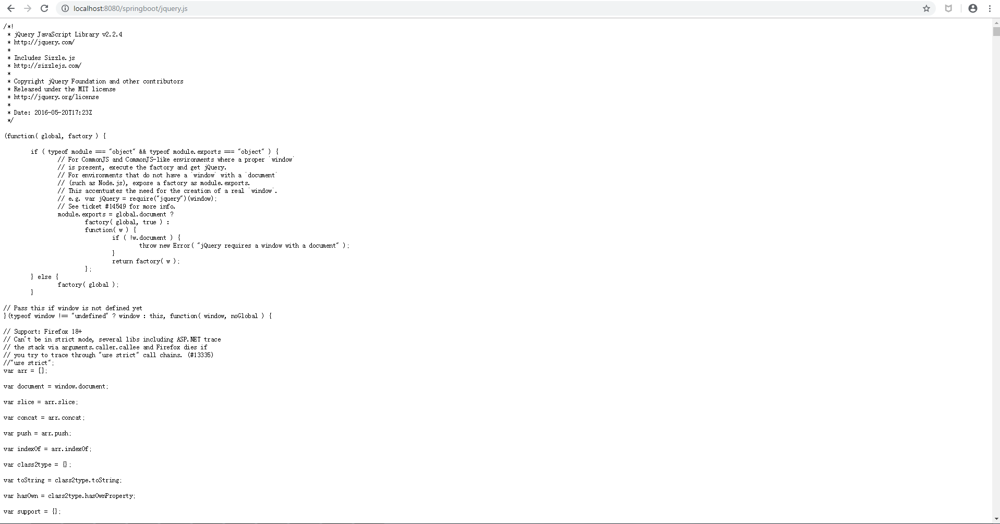 localhost:8080/springboot/jquery.js
/*!
 * jQuery JavaScript Library v2.2.4
 * http://jquery.com/
 *
 * Includes Sizzle.js
 * http://sizzlejs.com/
 *
 * Copyright jQuery Foundation and other contributors
 * Released under the MIT license
 * http://jquery.org/license
 *
 * Date: 2016-05-20T17:23Z
 */
(function( global, factory ) {
	if ( typeof module === "object" && typeof module.exports === "object" ) {
		// For CommonJS and CommonJS-like environments where a proper `window`
		// is present, execute the factory and get jQuery.
		// For environments that do not have a `window` with a `document`
		// (such as Node.js), expose a factory as module.exports.
		// This accentuates the need for the creation of a real `window`.
		// e.g. var jQuery = require("jquery")(window);
		// See ticket #14549 for more info.
		module.exports = global.document ?
			factory( global, true ) :
			function( w ) {
				if ( !w.document ) {
					throw new Error( "jQuery requires a window with a document" );
				}
				return factory( w );
			};
	} else {
		factory( global );
	}
// Pass this if window is not defined yet
}(typeof window !== "undefined" ? window : this, function( window, noGlobal ) {
// Support: Firefox 18+
// Can't be in strict mode, several libs including ASP.NET trace
// the stack via arguments.caller.callee and Firefox dies if
// you try to trace through "use strict" call chains. (#13335)
//"use strict";
var arr = [];
var document = window.document;
var slice = arr.slice;
var concat = arr.concat;
var push = arr.push;
var indexOf = arr.indexOf;
var class2type = {};
var toString = class2type.toString;
var hasOwn = class2type.hasOwnProperty;
var support = {};